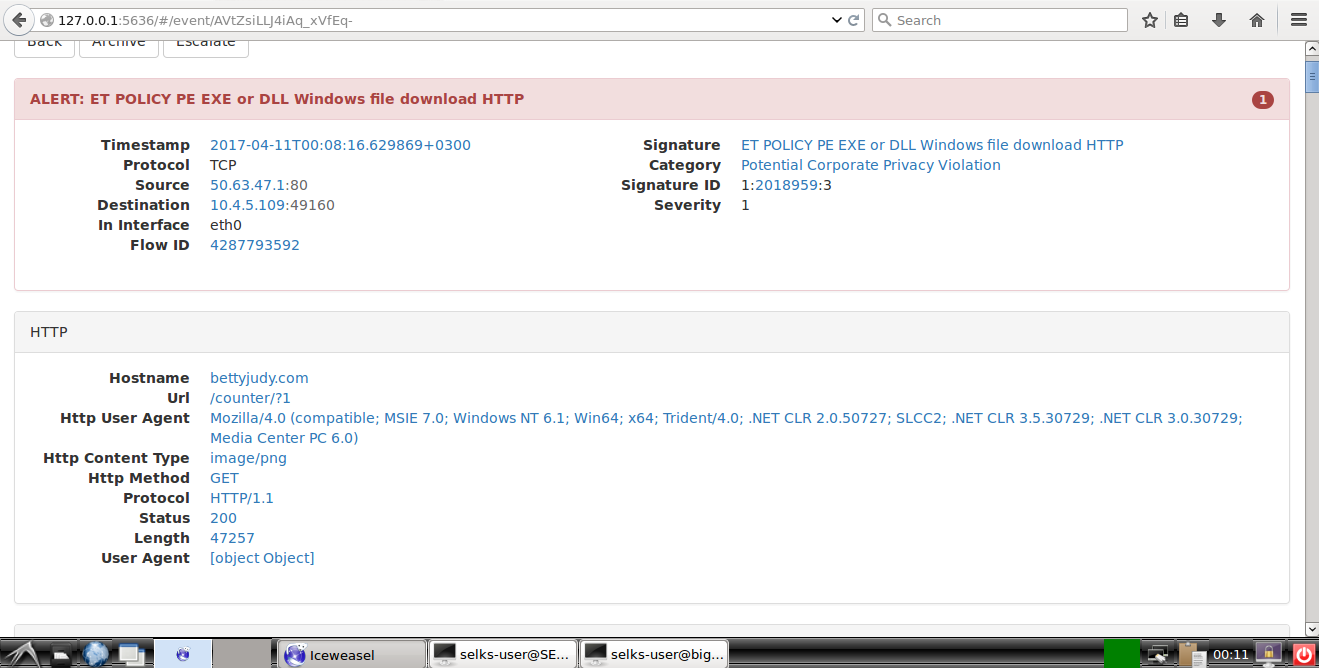 127.0.0.1:5636/#/event/AVtZsiLLJ4iAq_xVfEq-
Search
Back Archive Escalate
ALERT: ET POLICY PE EXE or DLL Windows file download HTTP 1
Timestamp 2017-04-11T00:08:16.629869+0300
Protocol TCP
Source 50.63.47.1:80
Destination 10.4.5.109:49160
In Interface eth0
Flow ID 4287793592
Signature ET POLICY PE EXE or DLL Windows file download HTTP
Category Potential Corporate Privacy Violation
Signature ID 1:2018959:3
Severity 1
HTTP
Hostname bettyjudy.com
Url /counter/?1
Http User Agent Mozilla/4.0 (compatible; MSIE 7.0; Windows NT 6.1; Win64; x64; Trident/4.0; .NET CLR 2.0.50727; SLCC2; .NET CLR 3.5.30729; .NET CLR 3.0.30729;
Media Center PC 6.0)
Http Content Type image/png
Http Method GET
Protocol HTTP/1.1
Status 200
Length 47257
User Agent [object Object]
Iceweasel
selks-user@SE...
selks-user@big...
00:11